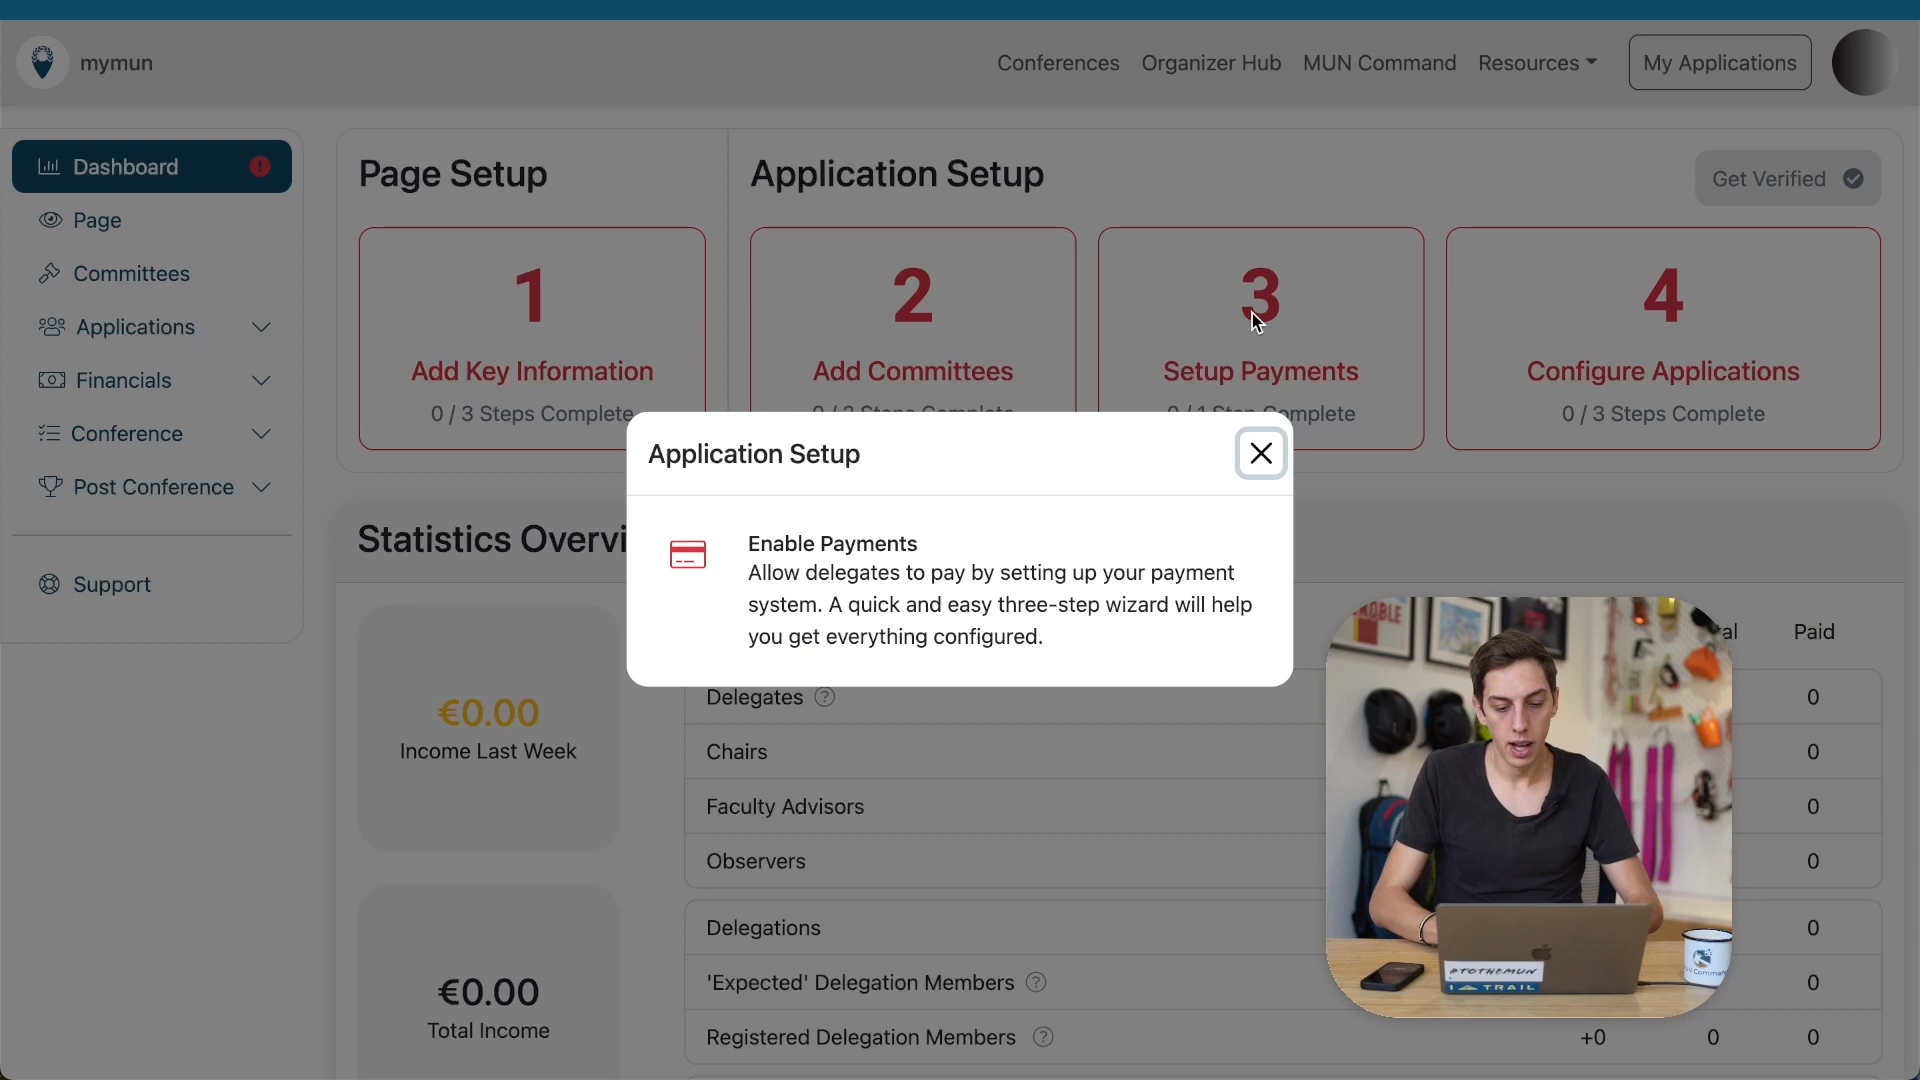 mymun
Conferences
Organizer Hub
MUN Command
Resources
My Applications
Dashboard
Page
Committees
Applications
Financials
Conference
Post Conference
Support
Page Setup
Application Setup
Get Verified
1
Add Key Information
0 / 3 Steps Complete
2
Add Committees
3
Setup Payments
4
Configure Applications
0 / 3 Steps Complete
Application Setup
Enable Payments
Allow delegates to pay by setting up your payment
system. A quick and easy three-step wizard will help
you get everything configured.
Statistics Overvi
€0.00
Income Last Week
€0.00
Total Income
al
Paid
Delegates
0
Chairs
0
Faculty Advisors
0
Observers
0
Delegations
0
'Expected' Delegation Members
0
Registered Delegation Members
+0
0
0
#TOTHEMUN
TRAIL